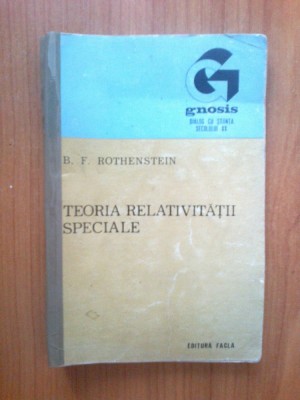 G
gnosis
DIALOG CU ȘTIINȚA
SECOLULUI XX
B. F. ROTHENSTEIN
TEORIA RELATIVITĂȚII
SPECIALE
EDITURA FACLA